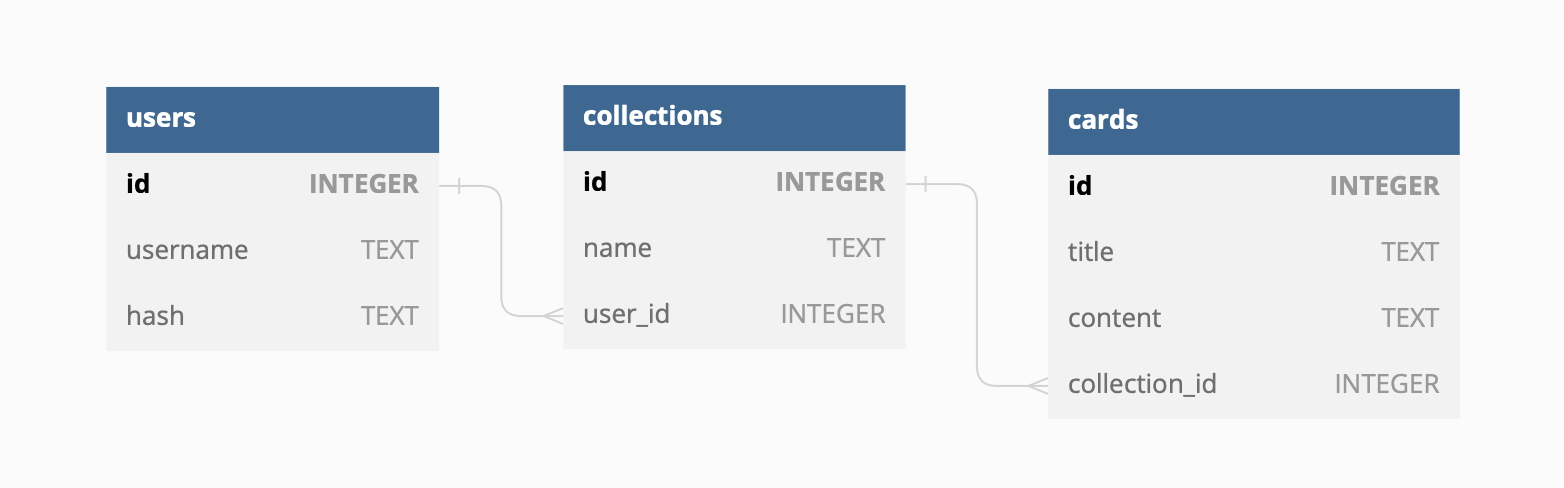 users
id INTEGER
username TEXT
hash TEXT
collections
id INTEGER
name TEXT
user_id INTEGER
cards
id INTEGER
title TEXT
content TEXT
collection_id INTEGER